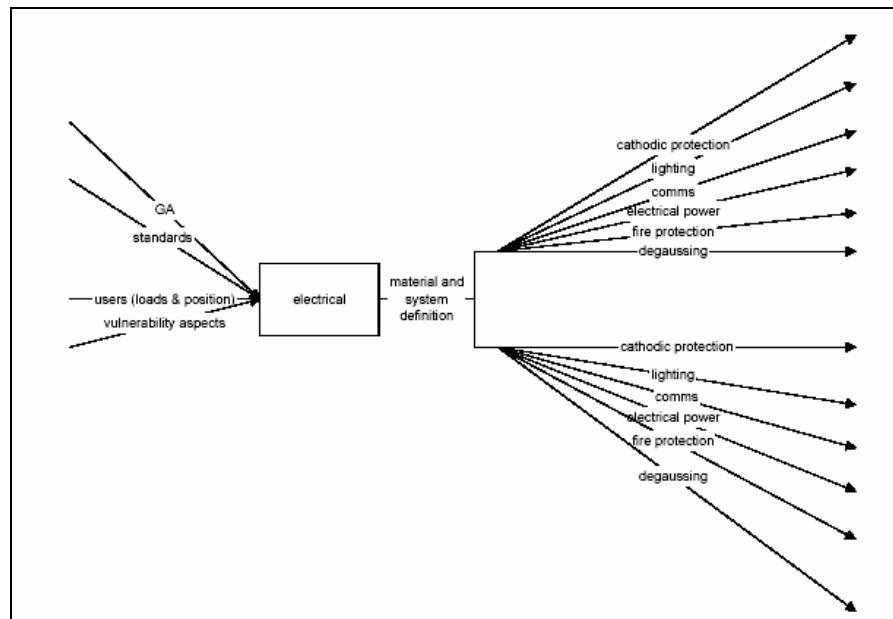 GA
standards
users (loads & position)
vulnerability aspects
electrical
material and
system
definition
cathodic protection
lighting
comms
electrical power
fire protection
degaussing
cathodic protection
lighting
comms
electrical power
fire protection
degaussing